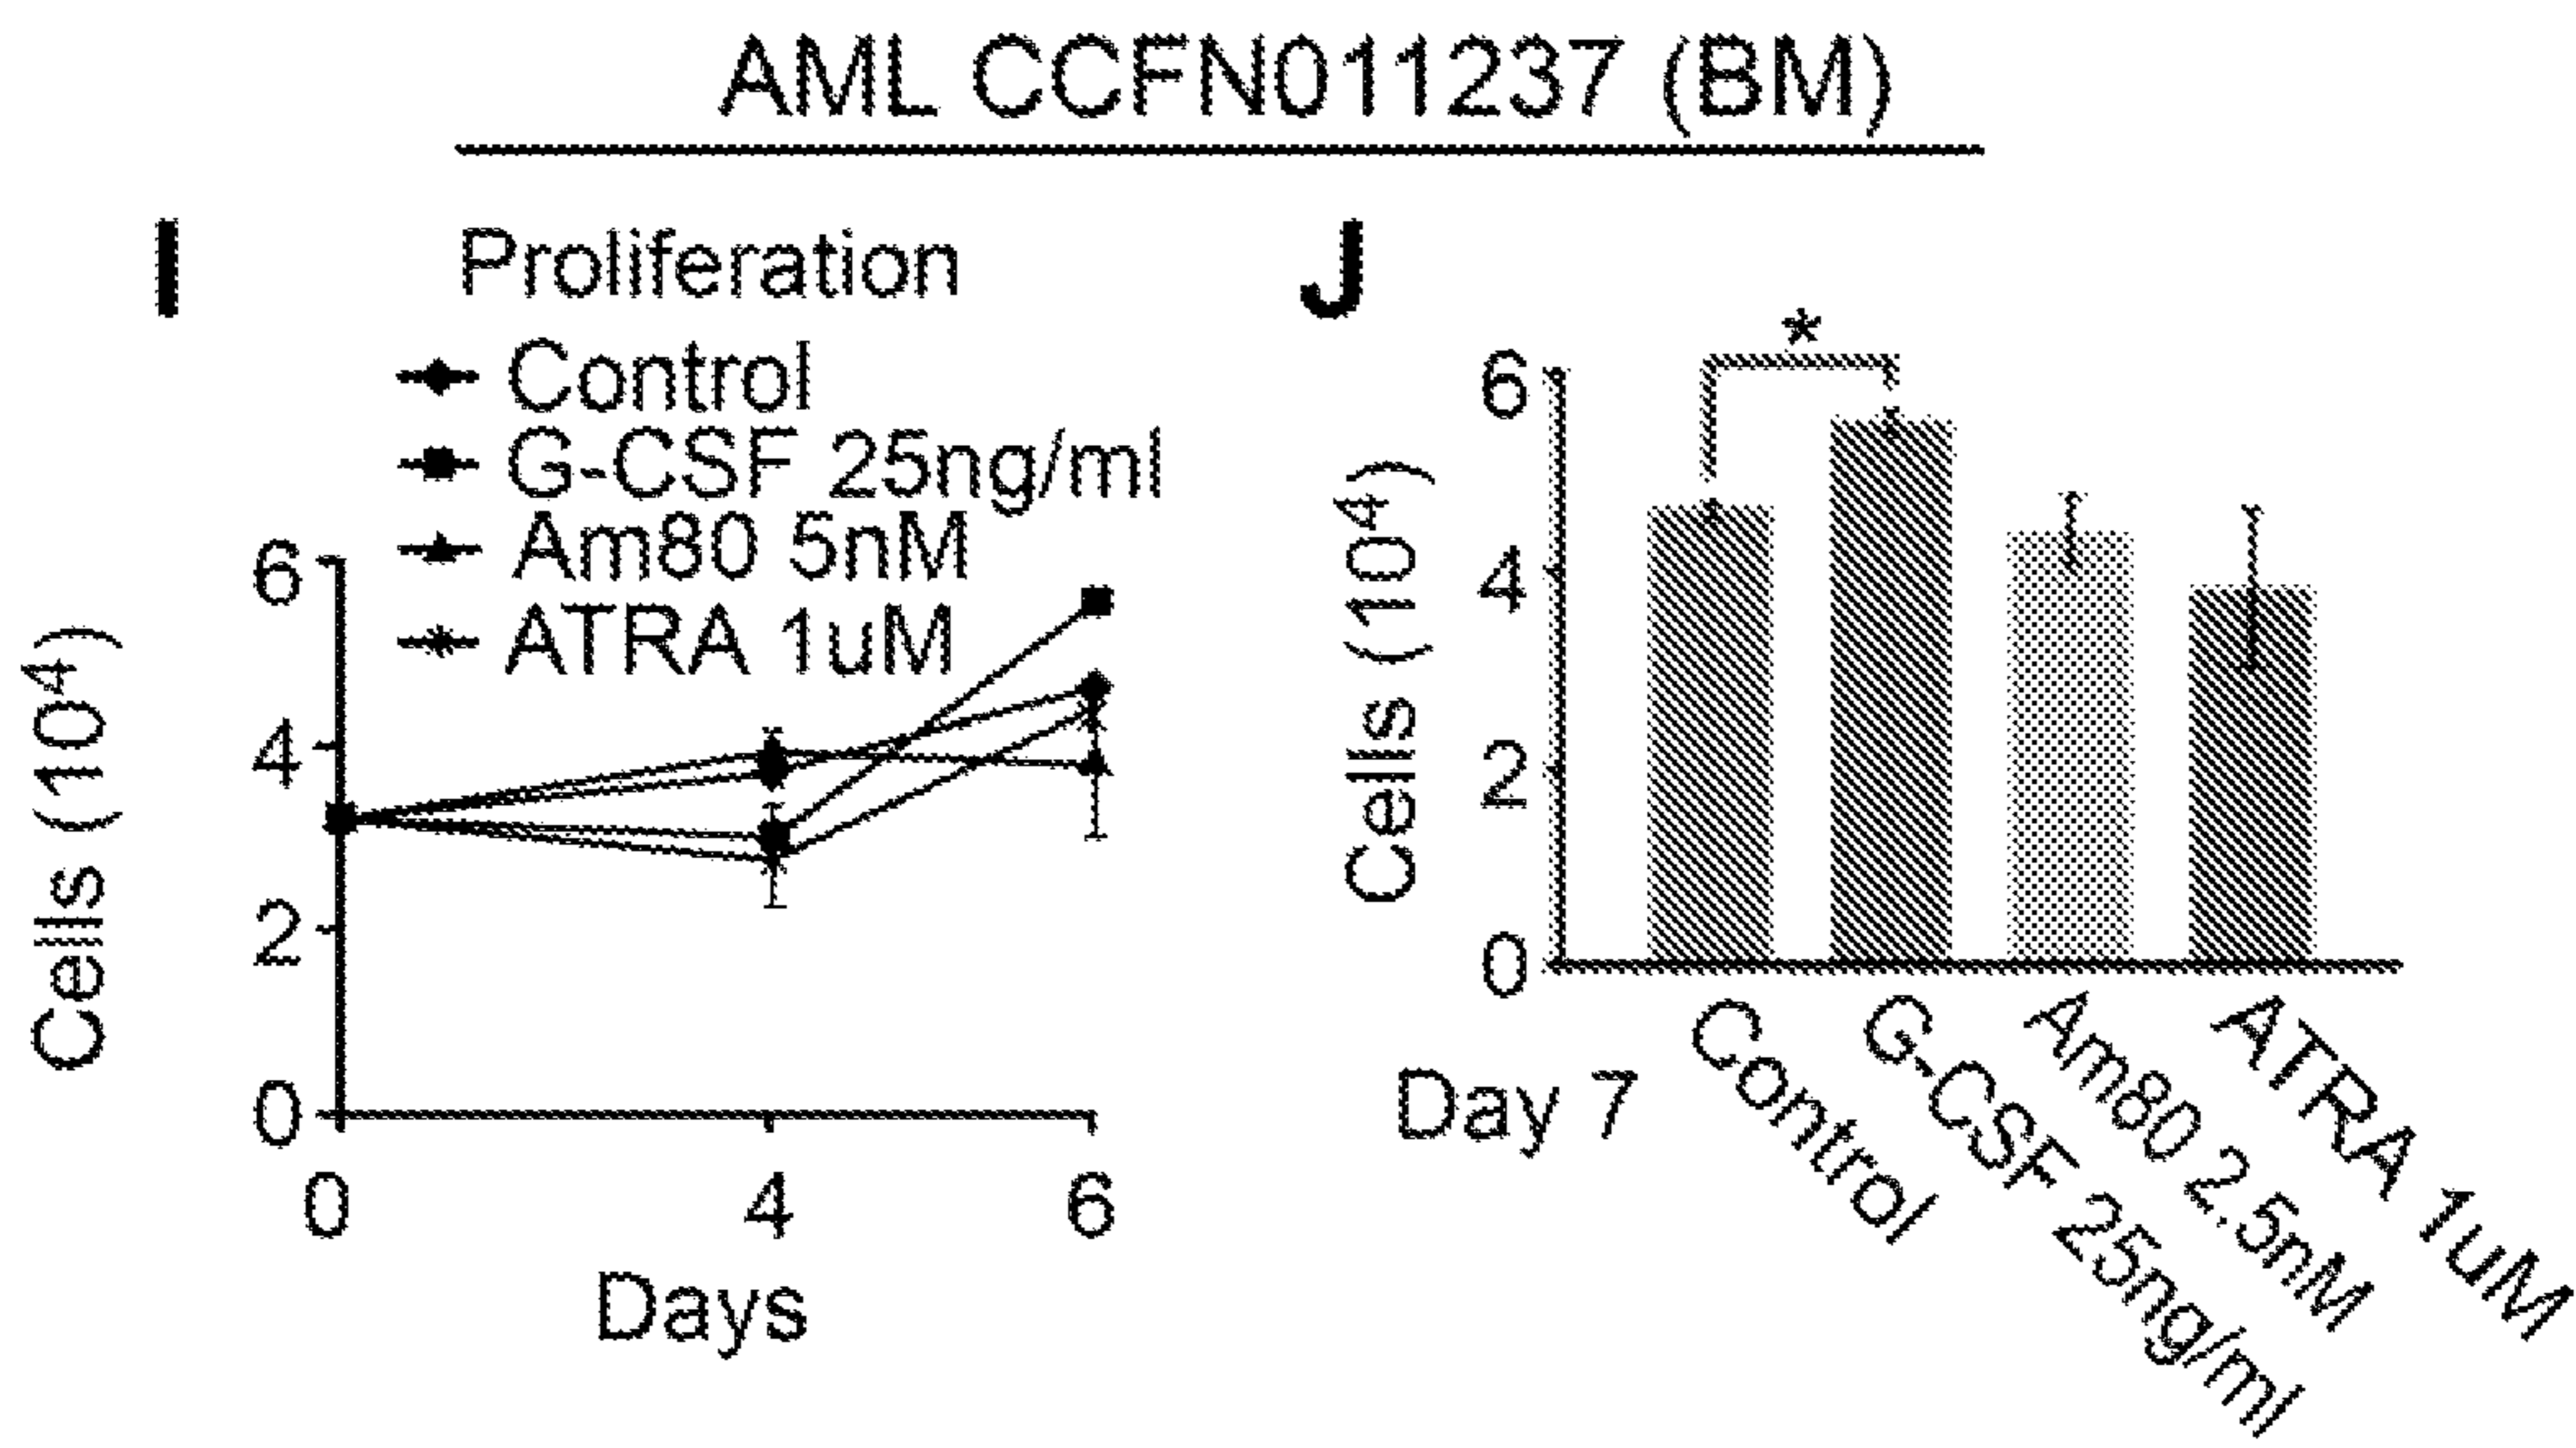 AML CCFN011237 (BM)
I
Proliferation
Control
G-CSF 25ng/ml
Am80 5nM
ATRA 1uM
Cells (10⁴)
6
4
2
0
0 4 6
Days
J
*
Cells (10⁴)
6
4
2
0
Day 7
Control
G-CSF 25ng/ml
Am80 2.5nM
ATRA 1uM